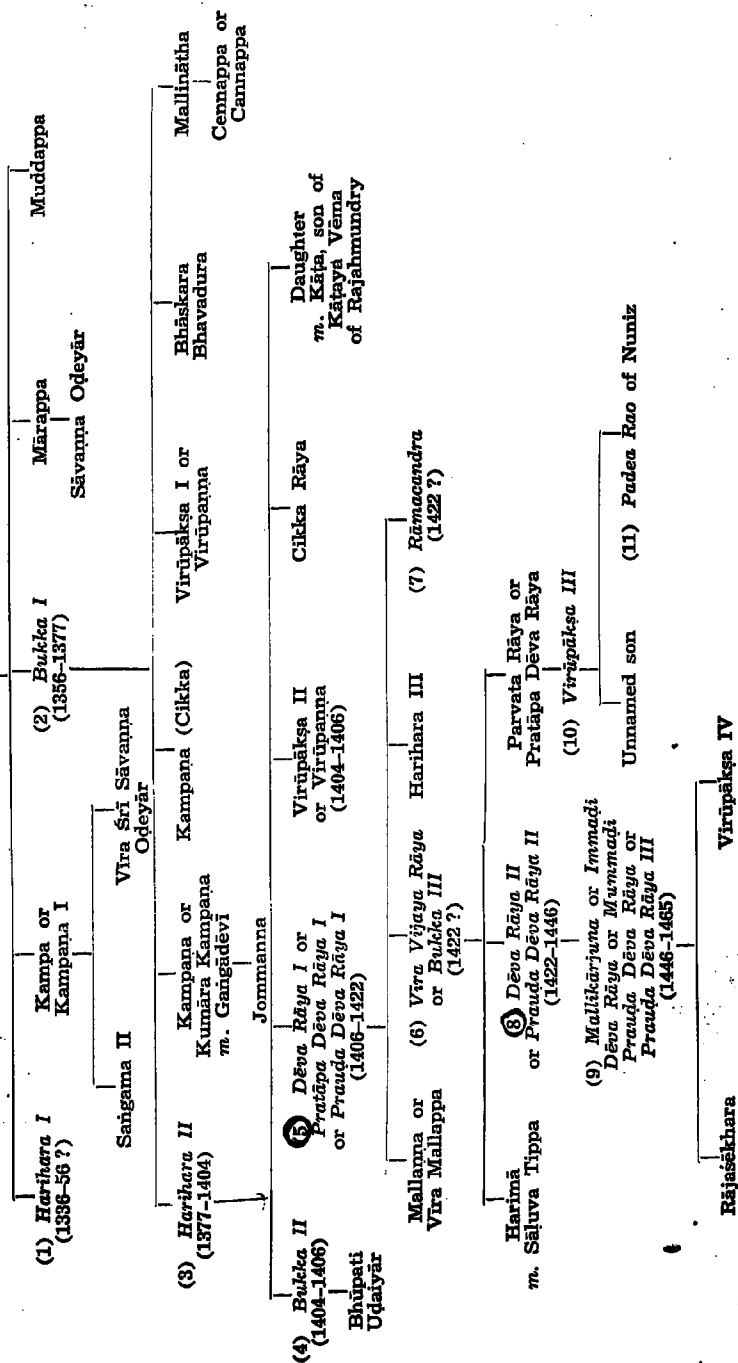 (1) Harihara I
(1336–56 ?)
Kampa or
Kampaṇa I
(2) Bukka I
(1356–1377)
Mārappa
Muddappa
Sāvaṇṇa Oḍeyār
Saṅgama II
Vīra Śrī Sāvaṇṇa
Oḍeyār
(3) Harihara II
(1377–1404)
Kampaṇa or
Kumāra Kampaṇa
m. Gaṅgādēvī
Kampaṇa (Cikka)
Virūpākṣa I or
Virūpaṇṇa
Bhāskara
Bhavadura
Mallinātha
Cennappa or
Cannappa
Jommanna
(4) Bukka II
(1404–1406)
(5) Dēva Rāya I or
Pratāpa Dēva Rāya I
or Prauḍa Dēva Rāya I
(1406–1422)
Virūpākṣa II
or Virūpaṇṇa
(1404–1406)
Cikka Rāya
Daughter
m. Kāṭa, son of
Kāṭaya Vēma
of Rajahmundry
Bhūpati
Uḍaiyār
Mallaṇṇa or
Vīra Mallappa
(6) Vīra Vijaya Rāya
or Bukka III
(1422 ?)
Harihara III
(7) Rāmacandra
(1422 ?)
Harimā
m. Sāḷuva Tippa
(8) Dēva Rāya II
or Prauḍa Dēva Rāya II
(1422–1446)
Parvata Rāya or
Pratāpa Dēva Rāya
(10) Virūpākṣa III
(9) Mallikārjuna or Immaḍi
Dēva Rāya or Mummaḍi
Prauḍa Dēva Rāya or
Prauḍa Dēva Rāya III
(1446–1465)
Unnamed son
(11) Padea Rao of Nuniz
Rājaśēkhara
Virūpākṣa IV